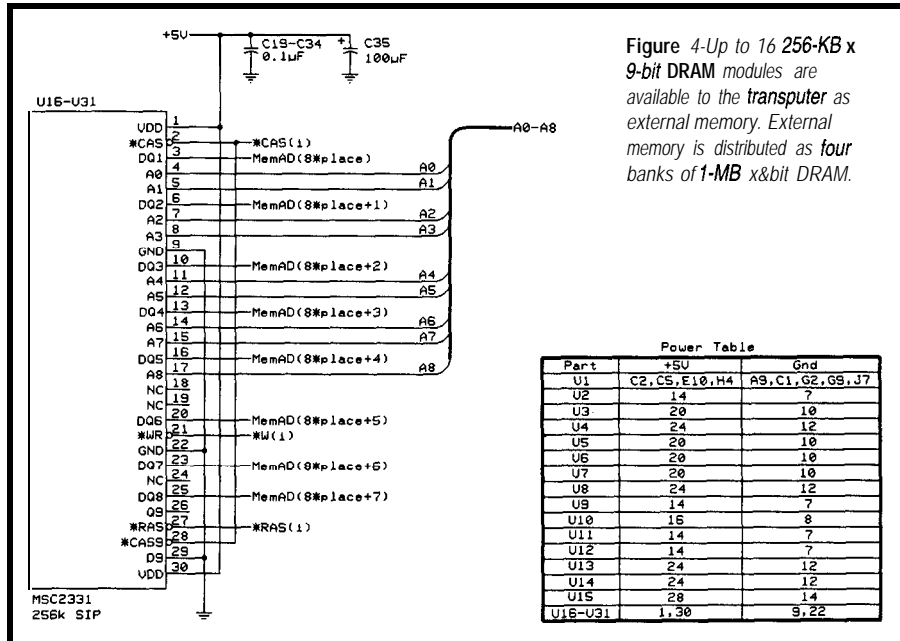 +5V
C19-C34
0.1µF
+
C35
100µF
Figure 4-Up to 16 256-KB x
9-bit DRAM modules are
available to the transputer as
external memory. External
memory is distributed as four
banks of 1-MB x&bit DRAM.
U16-U31
A0-A8
VDD 1
*CAS 2 *CAS(i)
DQ1 3 MemAD(8*place)
A0 4 A0
A1 5 A1
DQ2 6 MemAD(8*place+1)
A2 7 A2
A3 8 A3
GND 9
DQ3 10 MemAD(8*place+2)
A4 11 A4
A5 12 A5
DQ4 13 MemAD(8*place+3)
A6 14 A6
A7 15 A7
DQ5 16 MemAD(8*place+4)
A8 17 A8
NC 18
NC 19
DQ6 20 MemAD(8*place+5)
*WR 21 *W(i)
GND 22
DQ7 23 MemAD(8*place+6)
NC 24
DQ8 25 MemAD(8*place+7)
Q9 26
*RAS 27 *RAS(i)
*CAS9 28
D9 29
VDD 30
MSC2331
256k SIP
Power Table
Part +5V Gnd
U1 C2,C5,E10,H4 A9,C1,G2,G9,J7
U2 14 7
U3 20 10
U4 24 12
U5 20 10
U6 20 10
U7 20 10
U8 24 12
U9 14 7
U10 16 8
U11 14 7
U12 14 7
U13 24 12
U14 24 12
U15 28 14
U16-U31 1,30 9,22